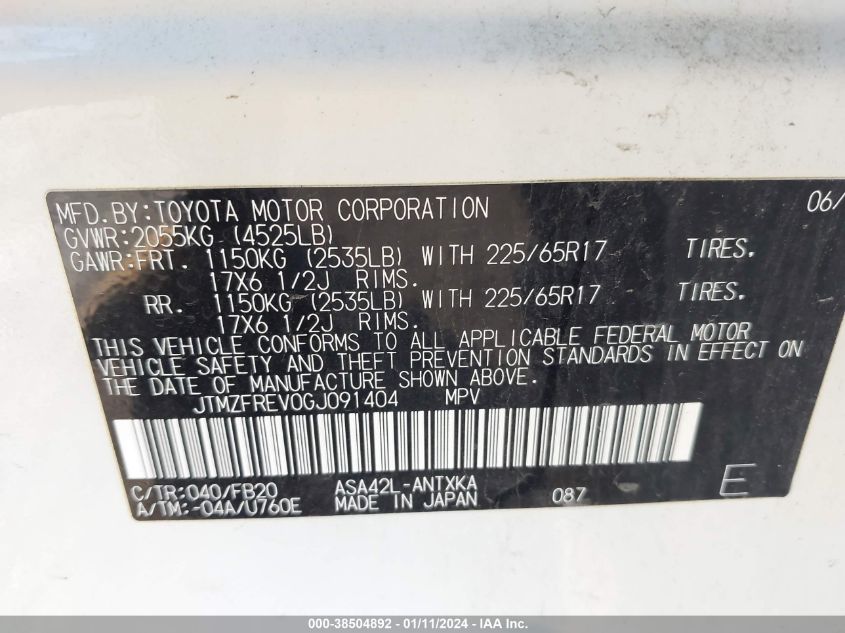 MFD.BY:TOYOTA MOTOR CORPORATION 06/
GVWR:2055KG (4525LB)
GAWR:FRT. 1150KG (2535LB) WITH 225/65R17 TIRES.
17X6 1/2J RIMS.
RR. 1150KG (2535LB) WITH 225/65R17 TIRES.
17X6 1/2J RIMS.
THIS VEHICLE CONFORMS TO ALL APPLICABLE FEDERAL MOTOR
VEHICLE SAFETY AND THEFT PREVENTION STANDARDS IN EFFECT ON
THE DATE OF MANUFACTURE SHOWN ABOVE.
JTMZFREV0GJ091404 MPV
C/TR:040/FB20 ASA42L-ANTXKA
A/TM:-04A/U760E MADE IN JAPAN 087 E
000-38504892 - 01/11/2024 - IAA Inc.